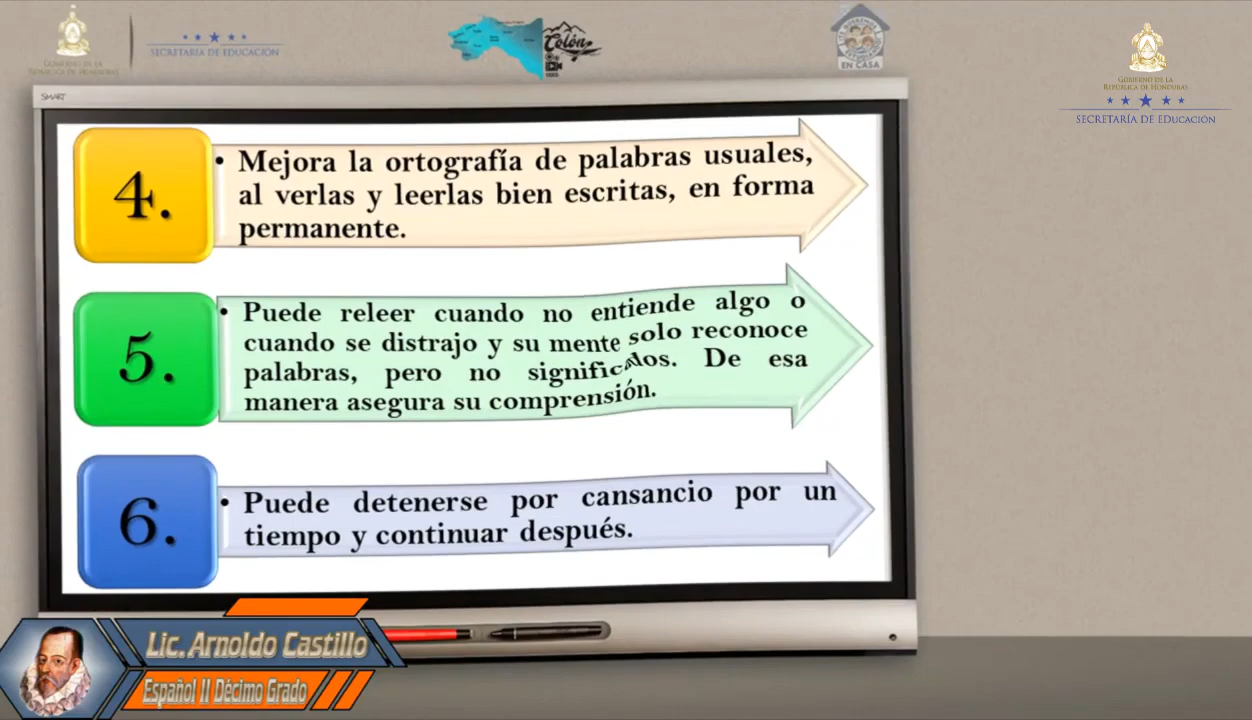 GOBIERNO DE LA
REPÚBLICA DE HONDURAS
SECRETARÍA DE EDUCACIÓN
Colón
EN CASA
GOBIERNO DE LA
REPÚBLICA DE HONDURAS
SECRETARÍA DE EDUCACIÓN
SMART
4.
• Mejora la ortografía de palabras usuales,
al verlas y leerlas bien escritas, en forma
permanente.
5.
• Puede releer cuando no entiende algo o
cuando se distrajo y su mente solo reconoce
palabras, pero no significados. De esa
manera asegura su comprensión.
6.
• Puede detenerse por cansancio por un
tiempo y continuar después.
Lic. Arnoldo Castillo
Español II Décimo Grado